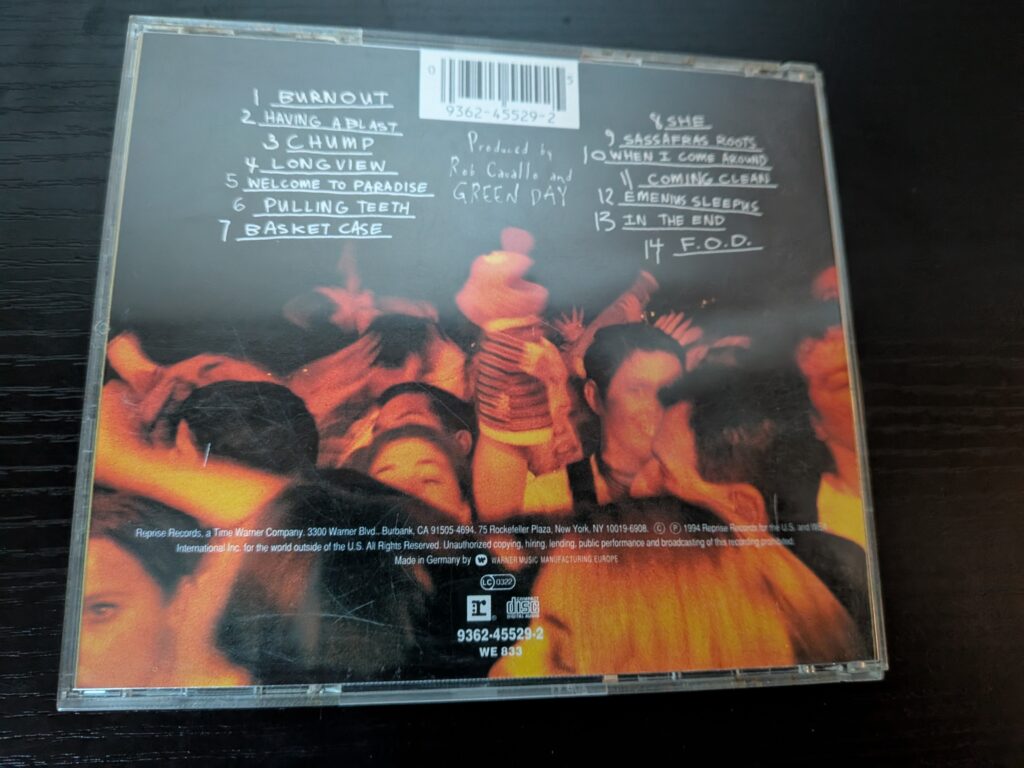 0 5
9362-45529-2
1 BURNOUT
2 HAVING A BLAST
3 CHUMP
4 LONGVIEW
5 WELCOME TO PARADISE
6 PULLING TEETH
7 BASKET CASE
Produced by
Rob Cavallo and
GREEN DAY
8 SHE
9 SASSAFRAS ROOTS
10 WHEN I COME AROUND
11 COMING CLEAN
12 EMENIUS SLEEPUS
13 IN THE END
14 F.O.D.
Reprise Records, a Time Warner Company. 3300 Warner Blvd., Burbank, CA 91505-4694. 75 Rockefeller Plaza, New York, NY 10019-6908. Ⓒ Ⓟ 1994 Reprise Records for the U.S. and WEA
International Inc. for the world outside of the U.S. All Rights Reserved. Unauthorized copying, hiring, lending, public performance and broadcasting of this recording prohibited.
Made in Germany by WARNER MUSIC MANUFACTURING EUROPE
LC 0322
r: ® COMPACT disc DIGITAL AUDIO
9362-45529-2
WE 833